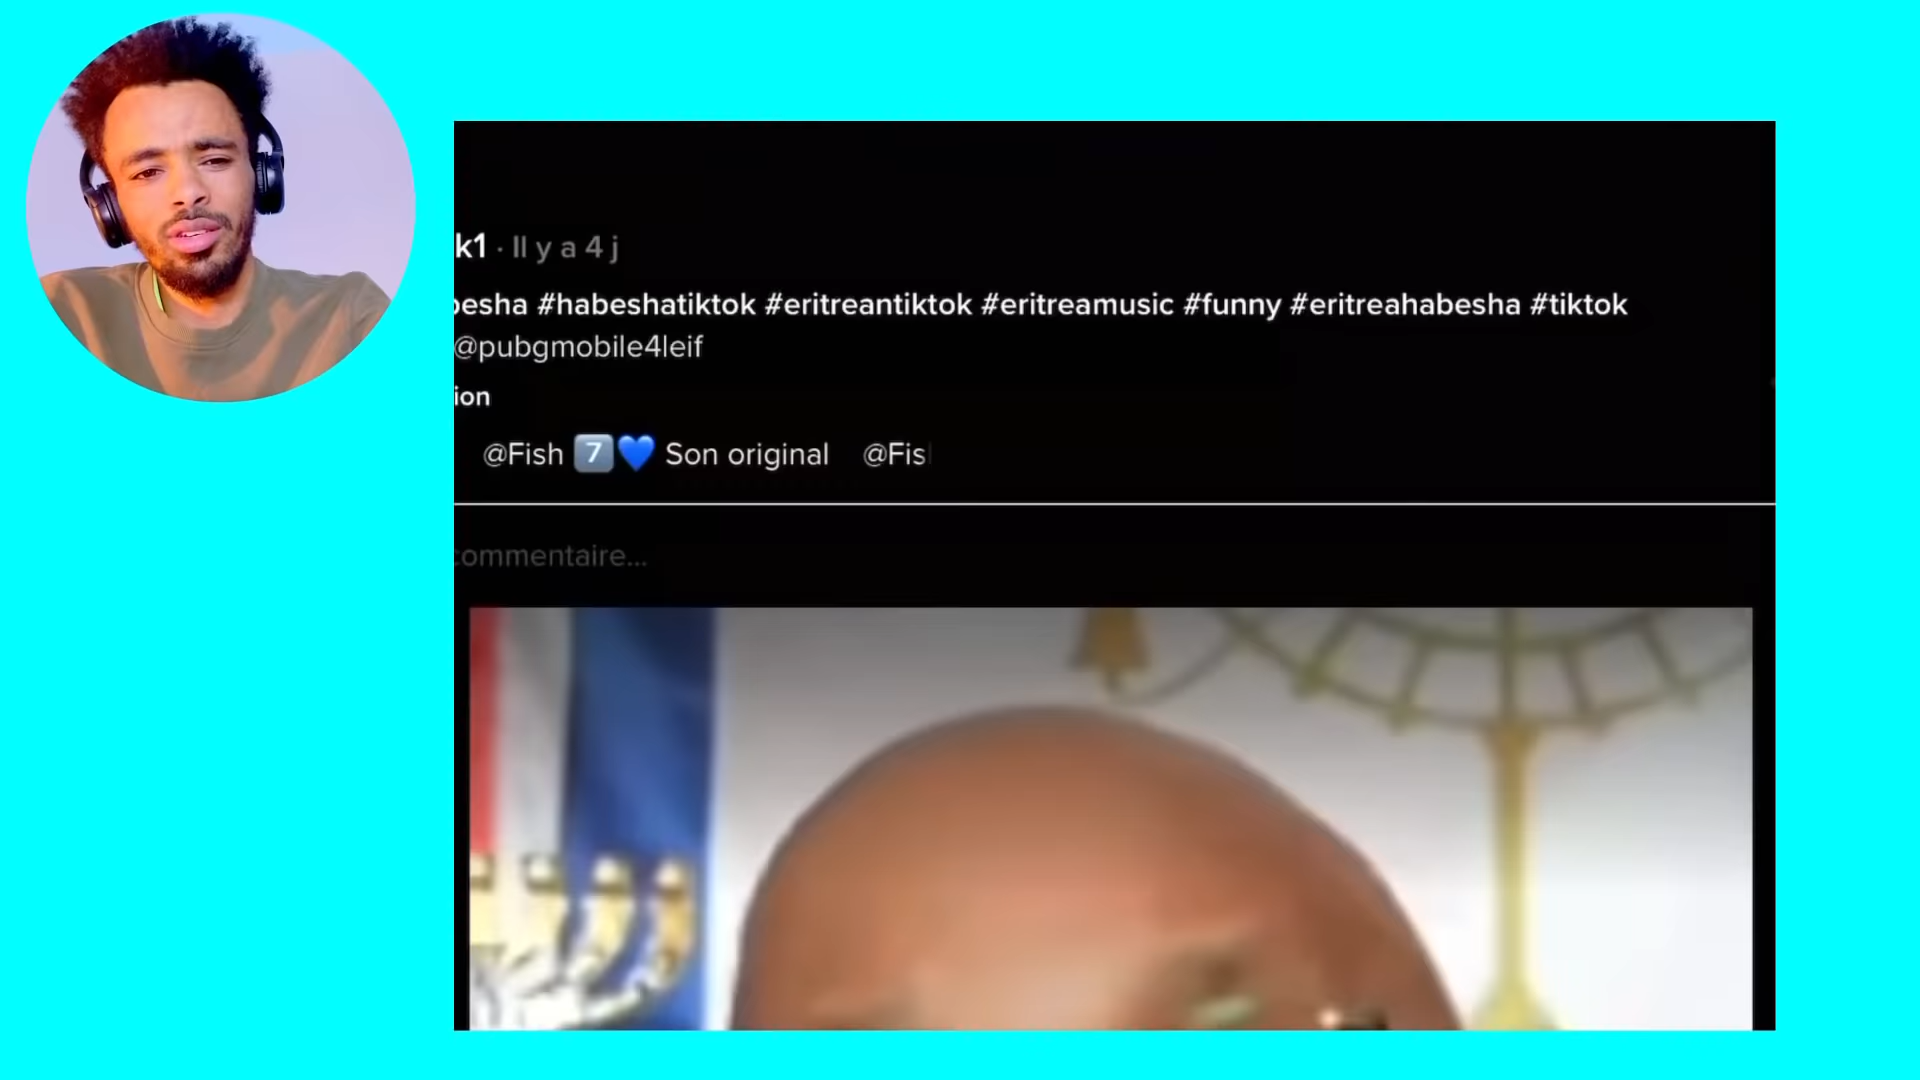 k1 · Il y a 4 j
besha #habeshatiktok #eritreantiktok #eritreamusic #funny #eritreahabesha #tiktok
@pubgmobile4leif
ion
@Fish 7️⃣💙 Son original @Fis
commentaire...